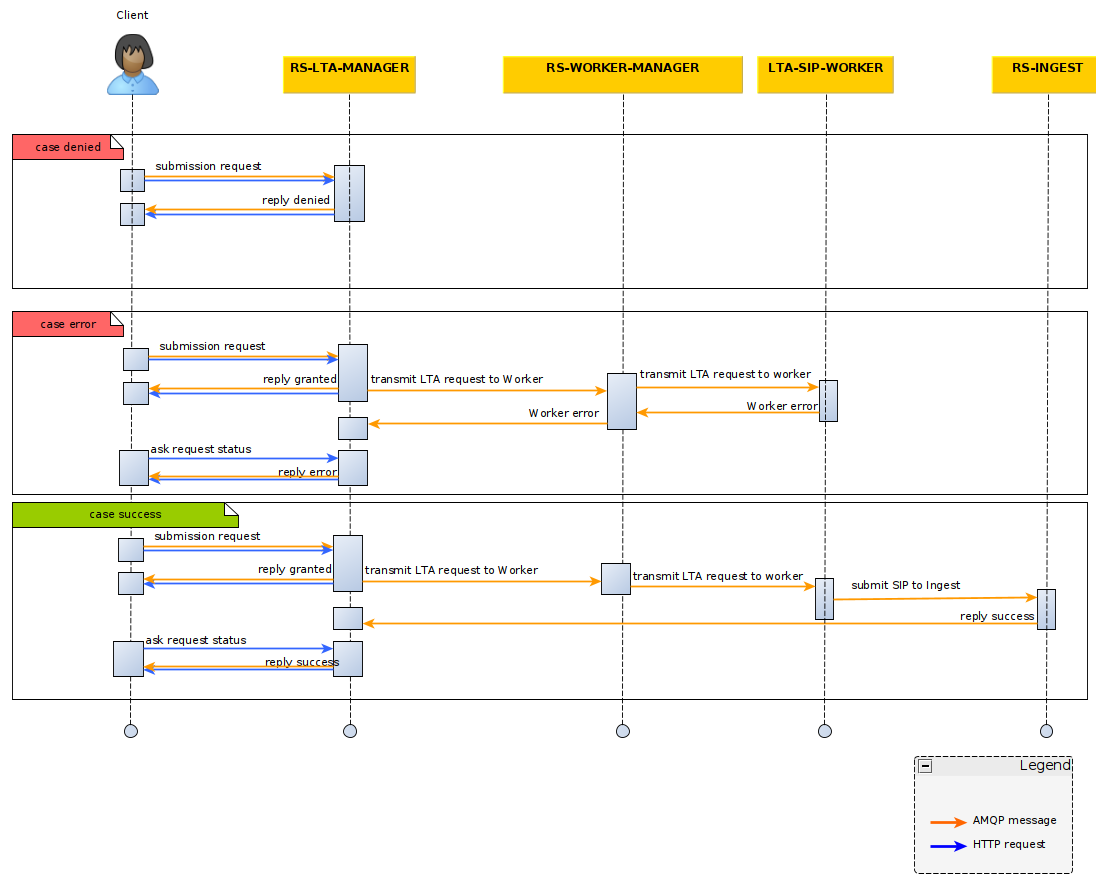 Client
RS-LTA-MANAGER
RS-WORKER-MANAGER
LTA-SIP-WORKER
RS-INGEST
case denied
submission request
reply denied
case error
submission request
reply granted
transmit LTA request to Worker
transmit LTA request to worker
Worker error
Worker error
ask request status
reply error
case success
submission request
reply granted
transmit LTA request to Worker
transmit LTA request to worker
submit SIP to Ingest
reply success
ask request status
reply success
Legend
AMQP message
HTTP request